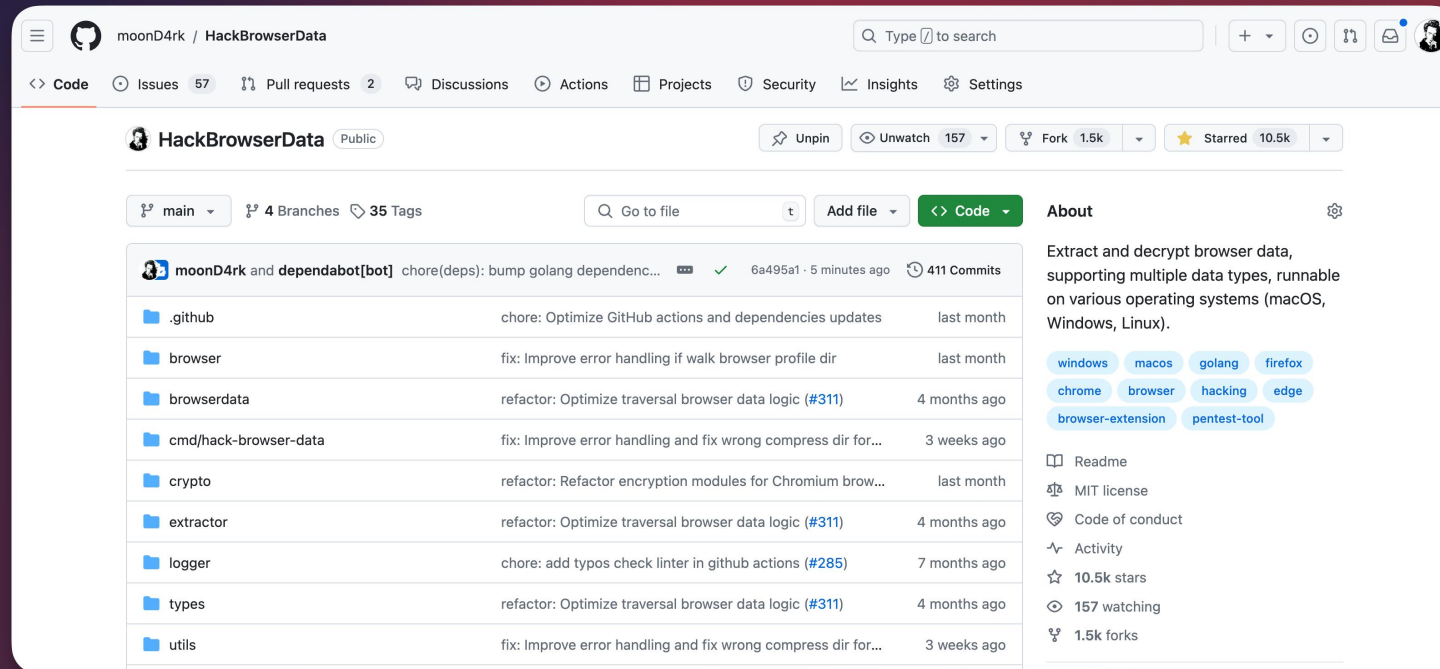 moonD4rk / HackBrowserData
Type / to search
Code Issues 57 Pull requests 2 Discussions Actions Projects Security Insights Settings
HackBrowserData Public Unpin Unwatch 157 Fork 1.5k Starred 10.5k
main 4 Branches 35 Tags Go to file t Add file Code
moonD4rk and dependabot[bot] chore(deps): bump golang dependenc... 6a495a1 · 5 minutes ago 411 Commits
.github chore: Optimize GitHub actions and dependencies updates last month
browser fix: Improve error handling if walk browser profile dir last month
browserdata refactor: Optimize traversal browser data logic (#311) 4 months ago
cmd/hack-browser-data fix: Improve error handling and fix wrong compress dir for... 3 weeks ago
crypto refactor: Refactor encryption modules for Chromium brow... last month
extractor refactor: Optimize traversal browser data logic (#311) 4 months ago
logger chore: add typos check linter in github actions (#285) 7 months ago
types refactor: Optimize traversal browser data logic (#311) 4 months ago
utils fix: Improve error handling and fix wrong compress dir for... 3 weeks ago
About
Extract and decrypt browser data,
supporting multiple data types, runnable
on various operating systems (macOS,
Windows, Linux).
windows macos golang firefox
chrome browser hacking edge
browser-extension pentest-tool
Readme
MIT license
Code of conduct
Activity
10.5k stars
157 watching
1.5k forks